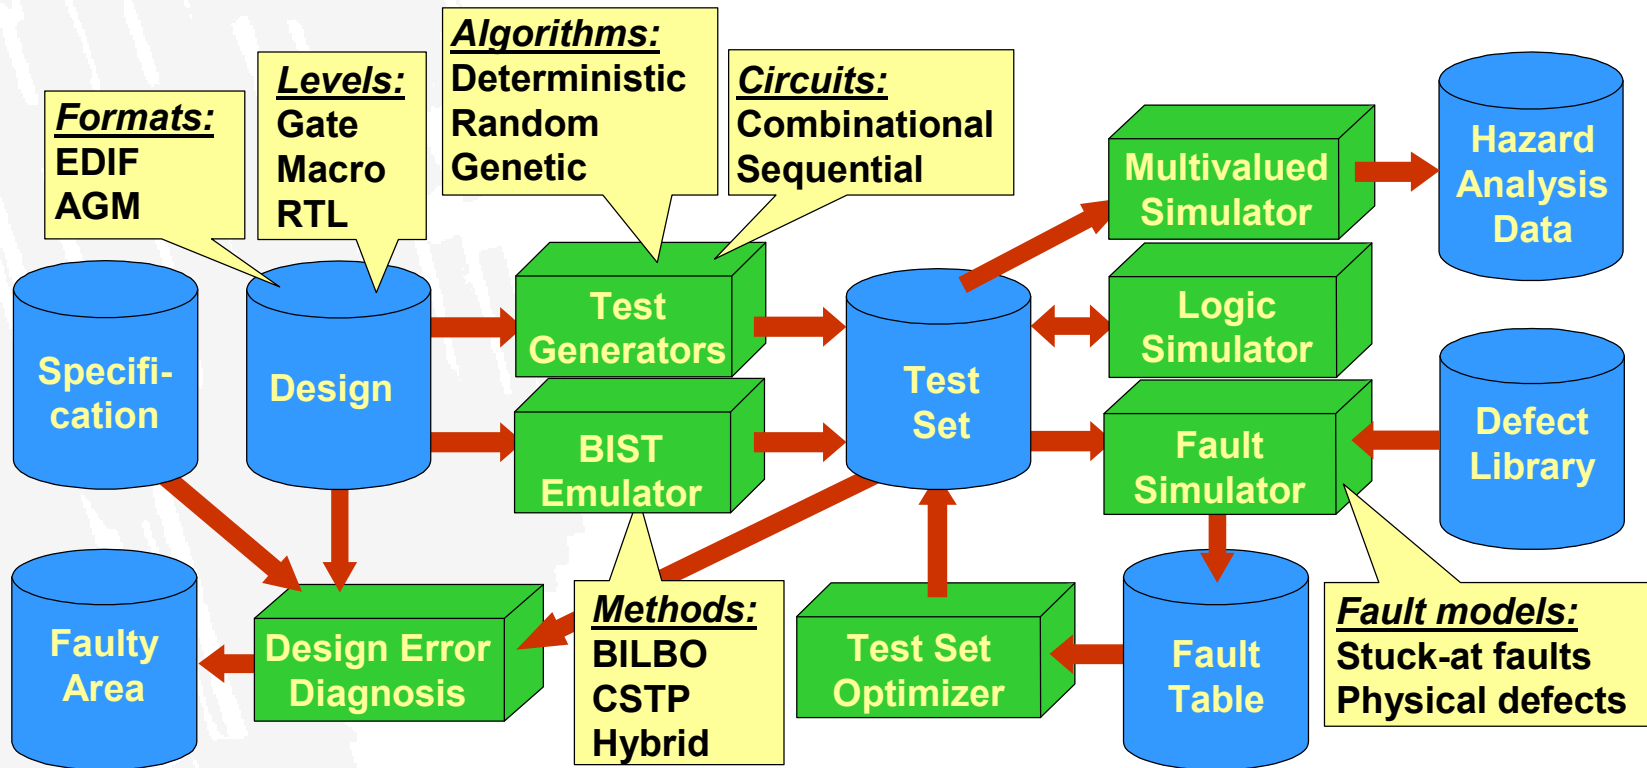 Formats:
EDIF
AGM
Levels:
Gate
Macro
RTL
Algorithms:
Deterministic
Random
Genetic
Circuits:
Combinational
Sequential
Multivalued
Simulator
Hazard
Analysis
Data
Specifi-
cation
Design
Test
Generators
BIST
Emulator
Test
Set
Logic
Simulator
Fault
Simulator
Defect
Library
Faulty
Area
Design Error
Diagnosis
Methods:
BILBO
CSTP
Hybrid
Test Set
Optimizer
Fault
Table
Fault models:
Stuck-at faults
Physical defects